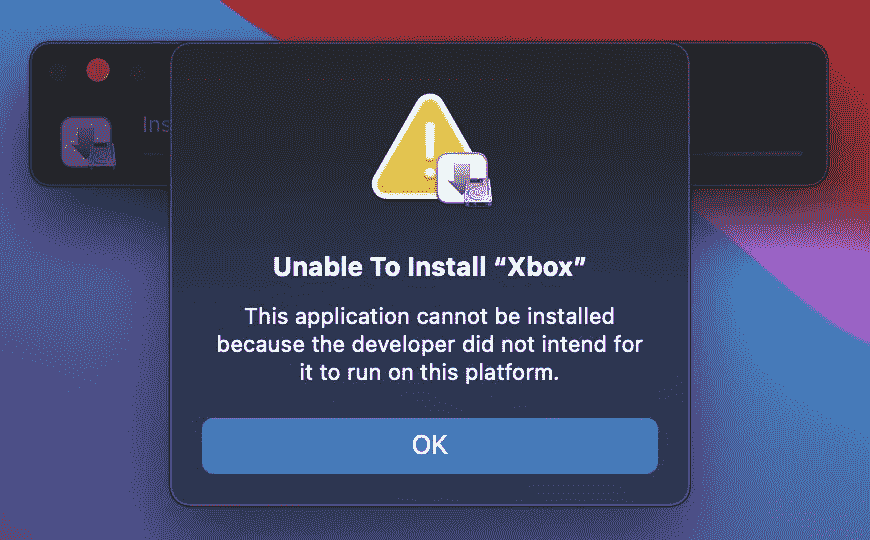 Ins
Unable To Install “Xbox”
This application cannot be installed
because the developer did not intend for
it to run on this platform.
OK